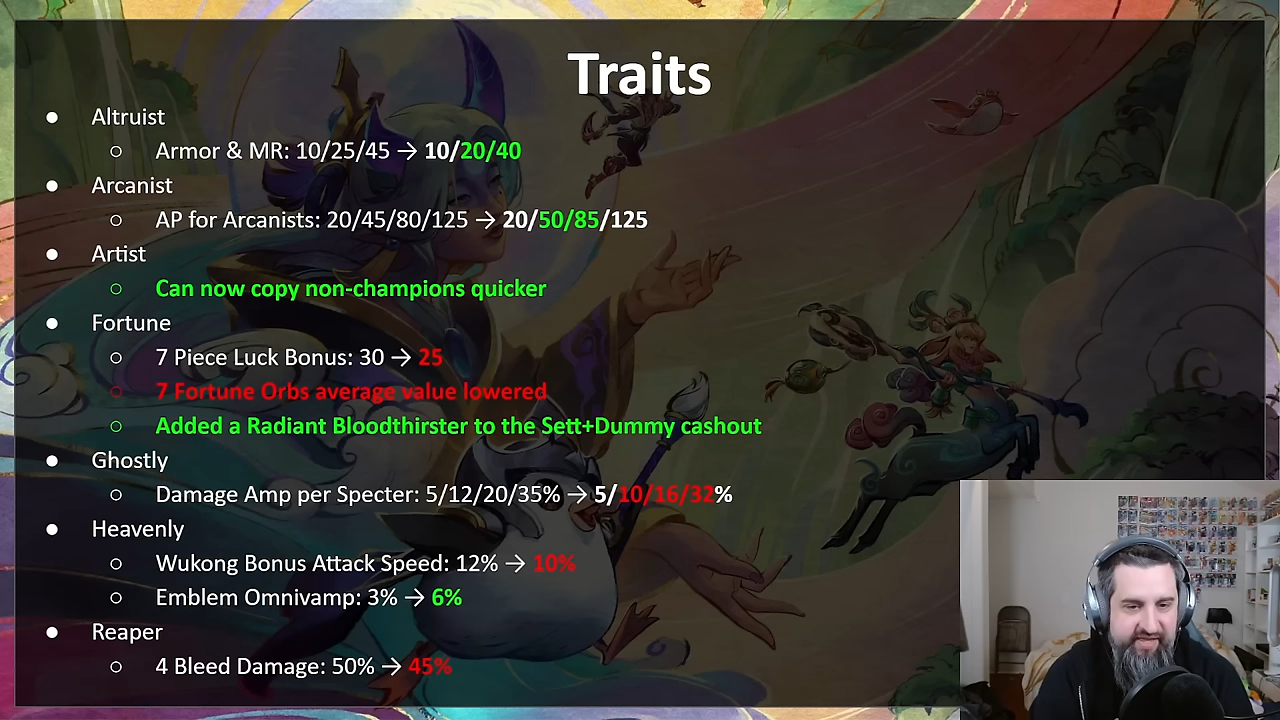 Traits
● Altruist
○ Armor & MR: 10/25/45 → 10/20/40
● Arcanist
○ AP for Arcanists: 20/45/80/125 → 20/50/85/125
● Artist
○ Can now copy non-champions quicker
● Fortune
○ 7 Piece Luck Bonus: 30 → 25
○ 7 Fortune Orbs average value lowered
○ Added a Radiant Bloodthirster to the Sett+Dummy cashout
● Ghostly
○ Damage Amp per Specter: 5/12/20/35% → 5/10/16/32%
● Heavenly
○ Wukong Bonus Attack Speed: 12% → 10%
○ Emblem Omnivamp: 3% → 6%
● Reaper
○ 4 Bleed Damage: 50% → 45%